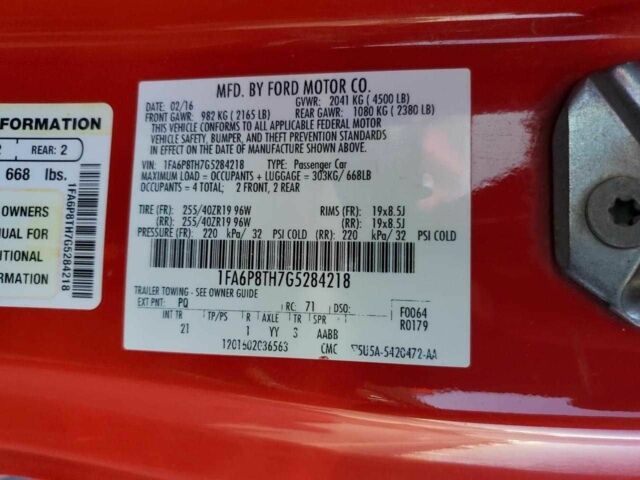 FORMATION
2 REAR: 2
668 lbs.
OWNERS
NUAL FOR
DITIONAL
FORMATION
1FA6P8TH7G5284218
MFD. BY FORD MOTOR CO.
DATE: 02/16 GVWR: 2041 KG ( 4500 LB)
FRONT GAWR: 982 KG ( 2165 LB) REAR GAWR: 1080 KG ( 2380 LB)
THIS VEHICLE CONFORMS TO ALL APPLICABLE FEDERAL MOTOR
VEHICLE SAFETY, BUMPER, AND THEFT PREVENTION STANDARDS
IN EFFECT ON THE DATE OF MANUFACTURE SHOWN ABOVE.
VIN: 1FA6P8TH7G5284218 TYPE: Passenger Car
MAXIMUM LOAD = OCCUPANTS + LUGGAGE = 303KG/668LB
OCCUPANTS = 4 TOTAL, 2 FRONT, 2 REAR
TIRE (FR): 255/40ZR19 96W RIMS (FR): 19x8.5J
(RR): 255/40ZR19 96W (RR): 19x8.5J
PRESSURE (FR): 220 kPa/ 32 PSI COLD (RR): 220 kPa/ 32 PSI COLD
1FA6P8TH7G5284218
TRAILER TOWING - SEE OWNER GUIDE
EXT PNT: PQ RC: 71 DSO: F0064
INT TR TP/PS R AXLE TR SPR R0179
21 1 YY 3 AABB
1201602036563 CMC 5U5A-5420472-AA